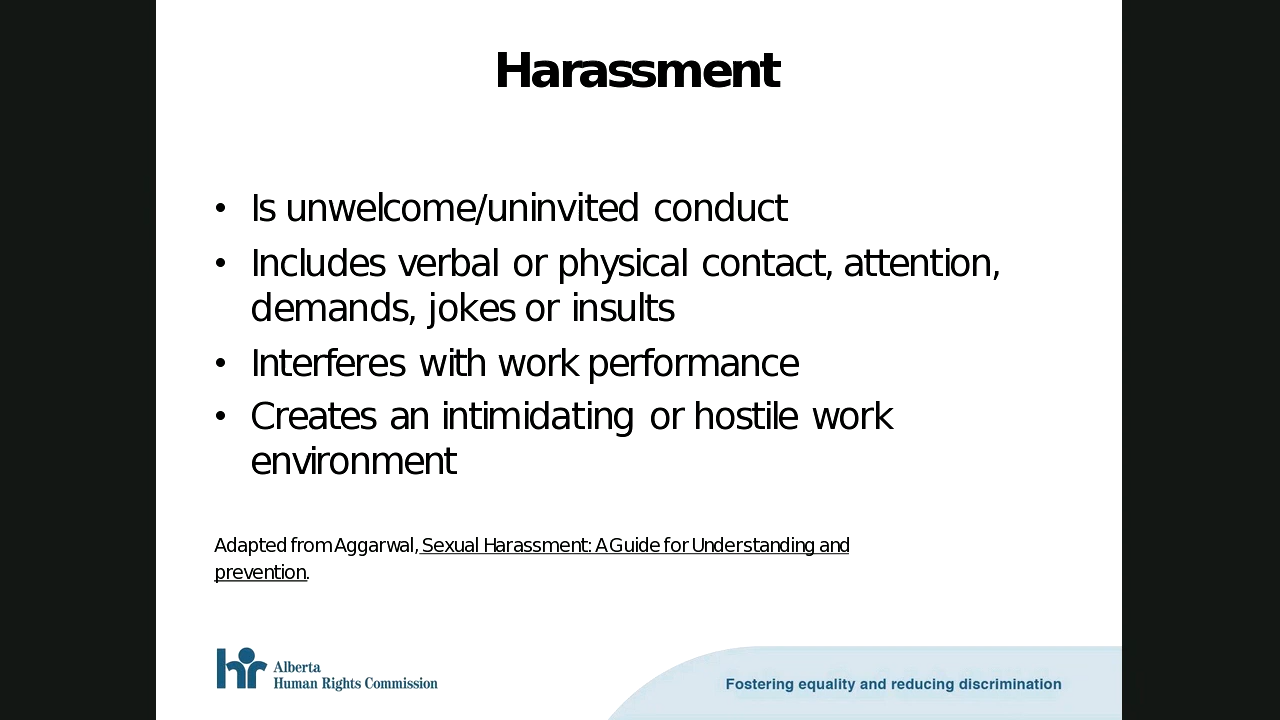 Harassment
• Is unwelcome/uninvited conduct
• Includes verbal or physical contact, attention,
demands, jokes or insults
• Interferes with work performance
• Creates an intimidating or hostile work
environment
Adapted from Aggarwal, Sexual Harassment: A Guide for Understanding and
prevention.
hr Alberta
Human Rights Commission
Fostering equality and reducing discrimination